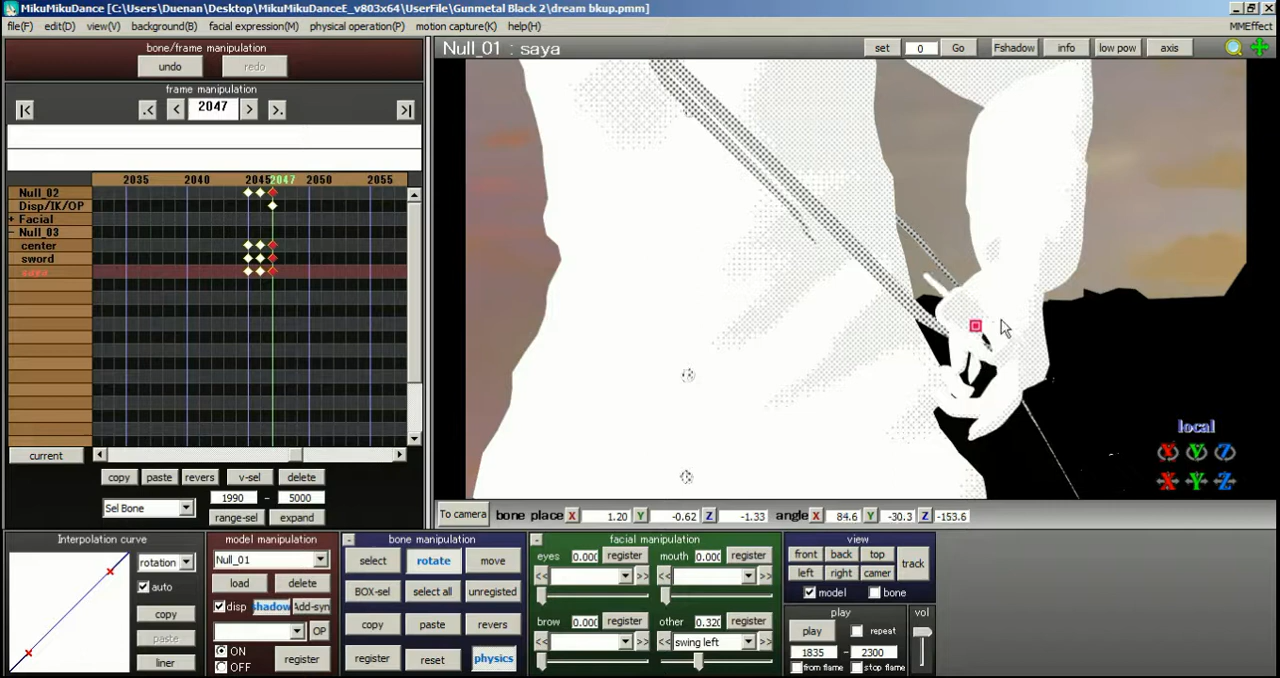 MikuMikuDance [C:\Users\Duenan\Desktop\MikuMikuDanceE_v803x64\UserFile\Gunmetal Black 2\dream bkup.pmm]
file(F) edit(D) view(V) background(B) facial expression(M) physical operation(P) motion capture(K) help(H) MMEffect
bone/frame manipulation
undo redo
frame manipulation
|< .< < 2047 > >. >|
2035 2040 2045 2047 2050 2055
Null_02
Disp/IK/OP
+ Facial
- Null_03
center
sword
saya
current
copy paste revers v-sel delete
Sel Bone 1990 - 5000
range-sel expand
Null_01 : saya
set 0 Go Fshadow info low pow axis
local
X Y Z
X Y Z
To camera bone place X 1.20 Y -0.62 Z -1.33 angle X 84.6 Y -30.3 Z -153.6
Interpolation curve
rotation
auto
copy
paste
liner
model manipulation
Null_01
load delete
disp shadow Add-syn
OP
ON
OFF
register
- bone manipulation
select rotate move
BOX-sel select all unregisted
copy paste revers
register reset physics
- facial manipulation
eyes 0.000 register mouth 0.000 register
<< >> << >>
brow 0.000 register other 0.320 register
<< >> << swing left >>
view
front back top track
left right camer
model bone
play vol
play repeat
1835 - 2300
from flame stop flame